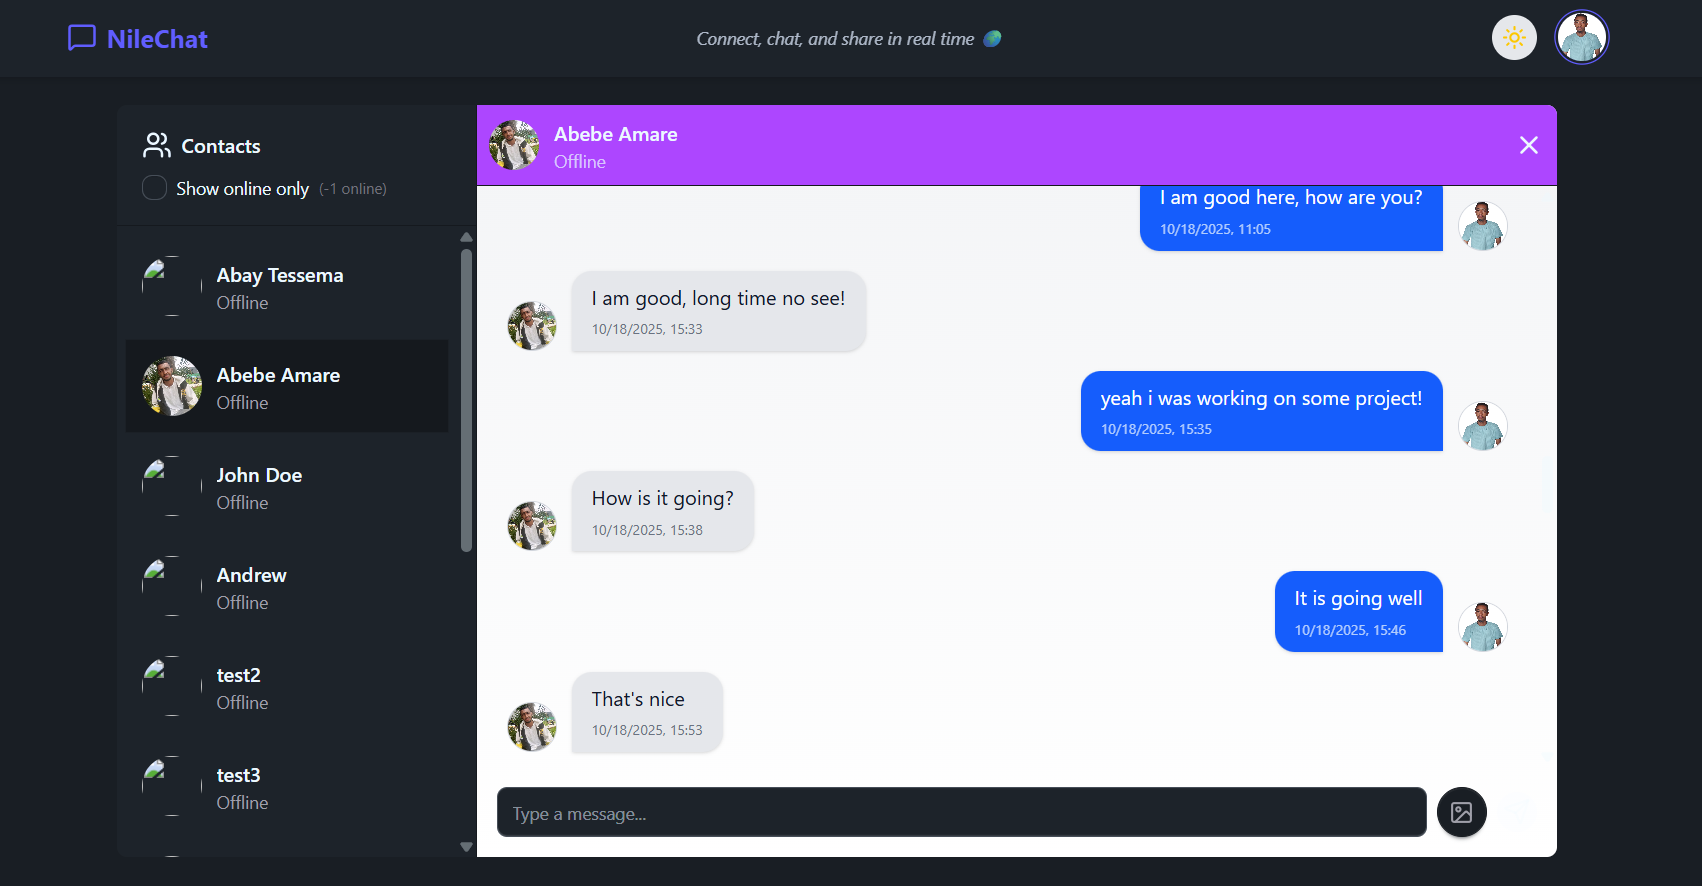 NileChat
Connect, chat, and share in real time 🌍
Contacts
Show online only (-1 online)
Abay Tessema
Offline
Abebe Amare
Offline
John Doe
Offline
Andrew
Offline
test2
Offline
test3
Offline
Abebe Amare
Offline
I am good here, how are you?
10/18/2025, 11:05
I am good, long time no see!
10/18/2025, 15:33
yeah i was working on some project!
10/18/2025, 15:35
How is it going?
10/18/2025, 15:38
It is going well
10/18/2025, 15:46
That's nice
10/18/2025, 15:53
Type a message...